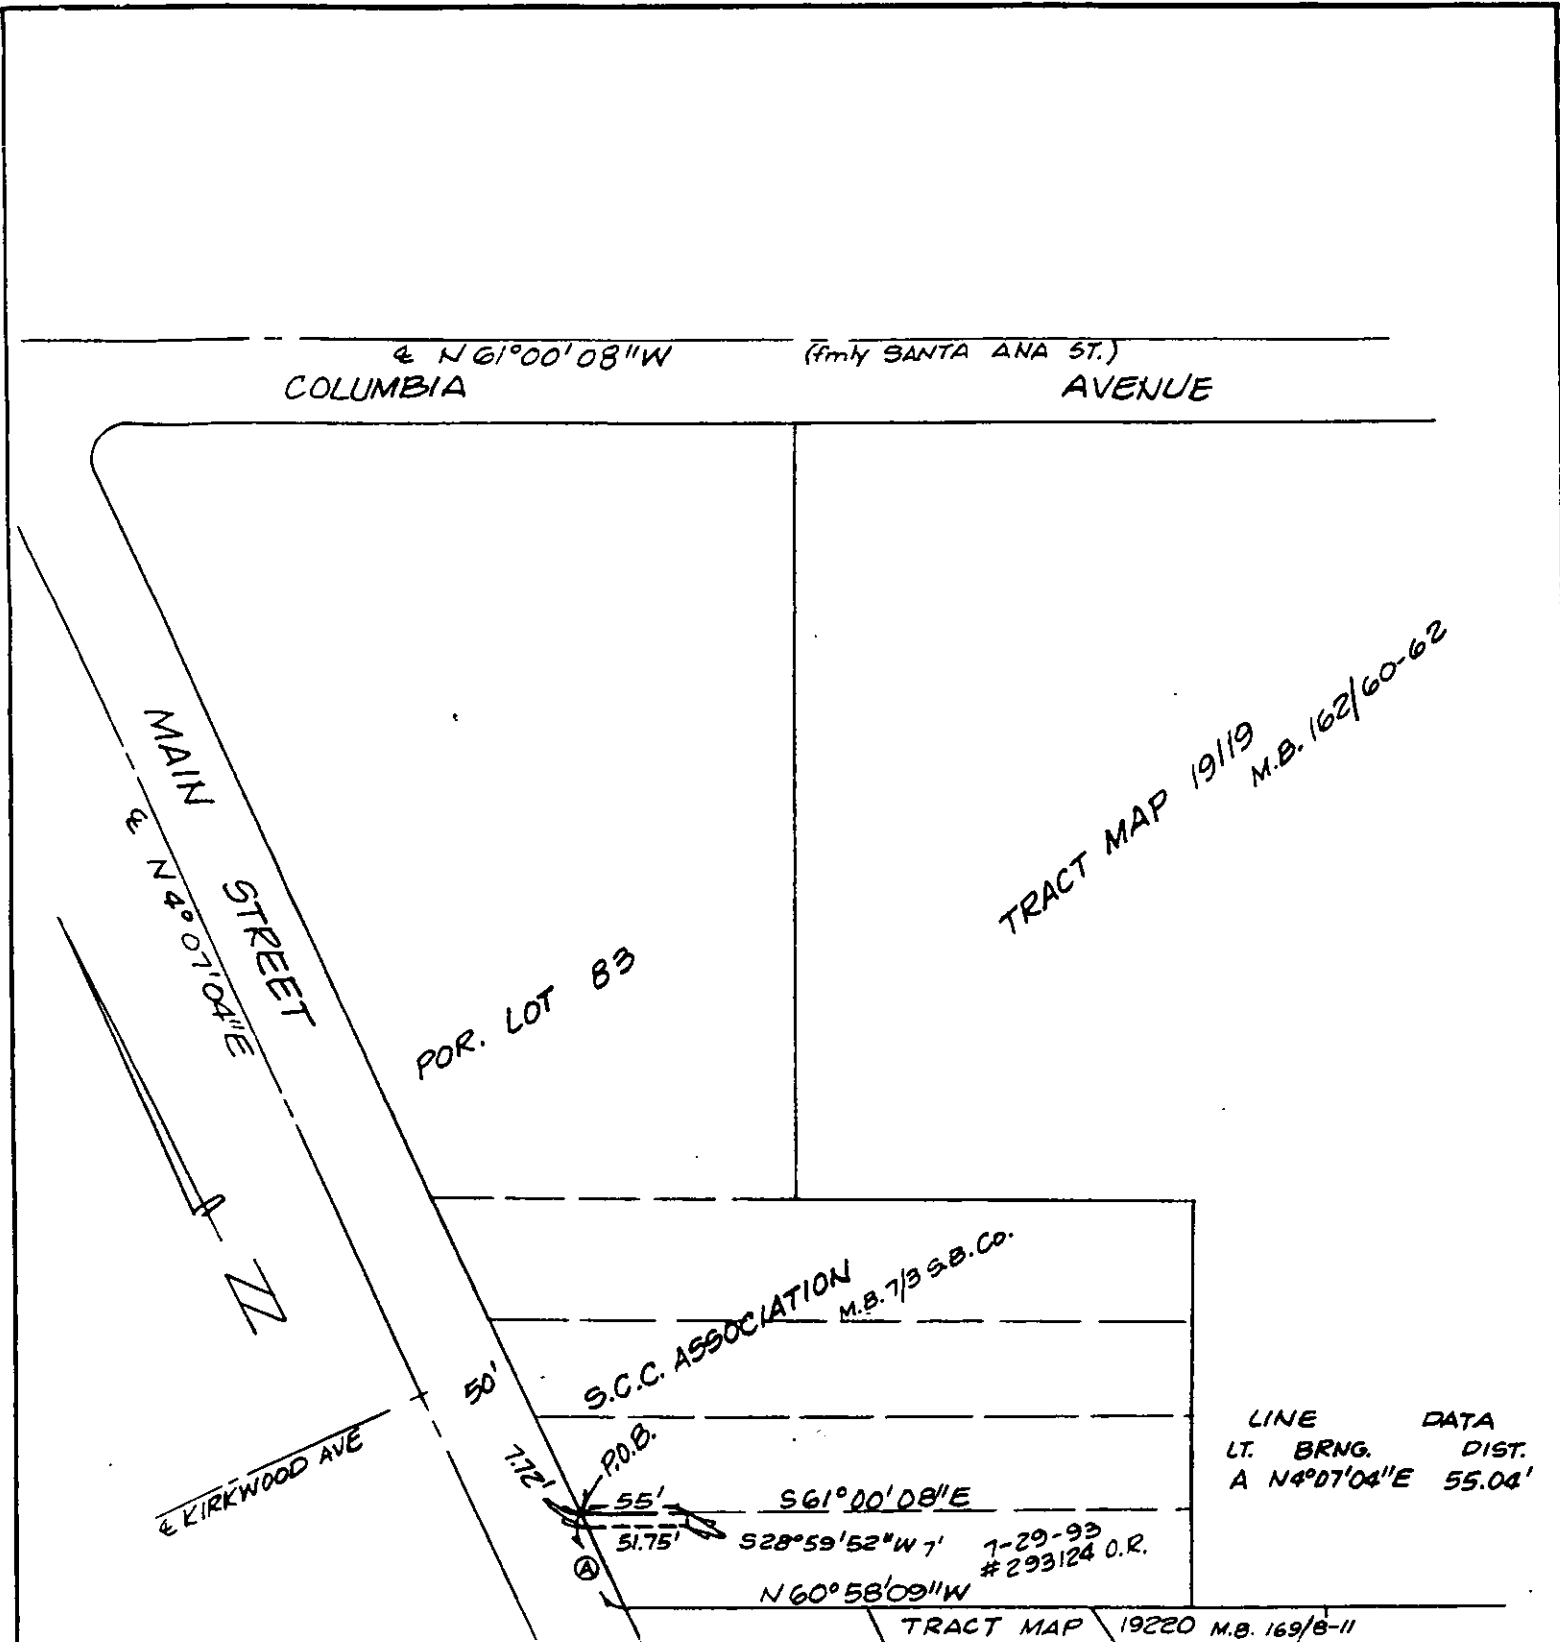 ℄ N 61°00'08"W (fmly SANTA ANA ST.)
COLUMBIA AVENUE
MAIN STREET
℄ N 4°07'04"E
TRACT MAP 19119
M.B. 162/60-62
POR. LOT 83
N
S.C.C. ASSOCIATION
M.B. 7/3 S.B. Co.
50'
℄ KIRKWOOD AVE
7.72'
P.O.B.
LINE DATA
LT. BRNG. DIST.
A N4°07'04"E 55.04'
55' S61°00'08"E
51.75' S28°59'52"W 7'
7-29-93
#293124 O.R.
A
N60°58'09"W
TRACT MAP 19220 M.B. 169/8-11